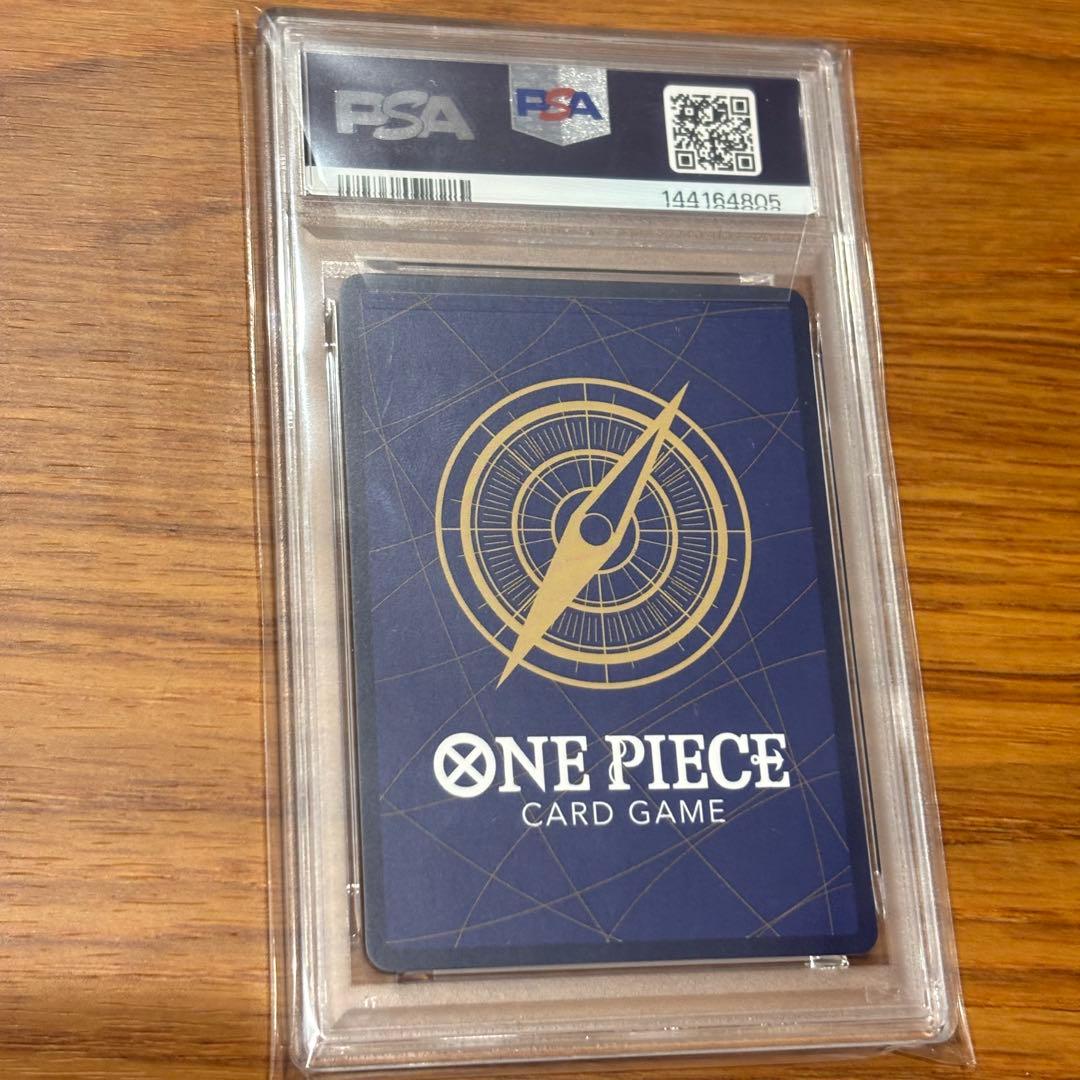 PSA
PSA
144164805
ONE PIECE
CARD GAME